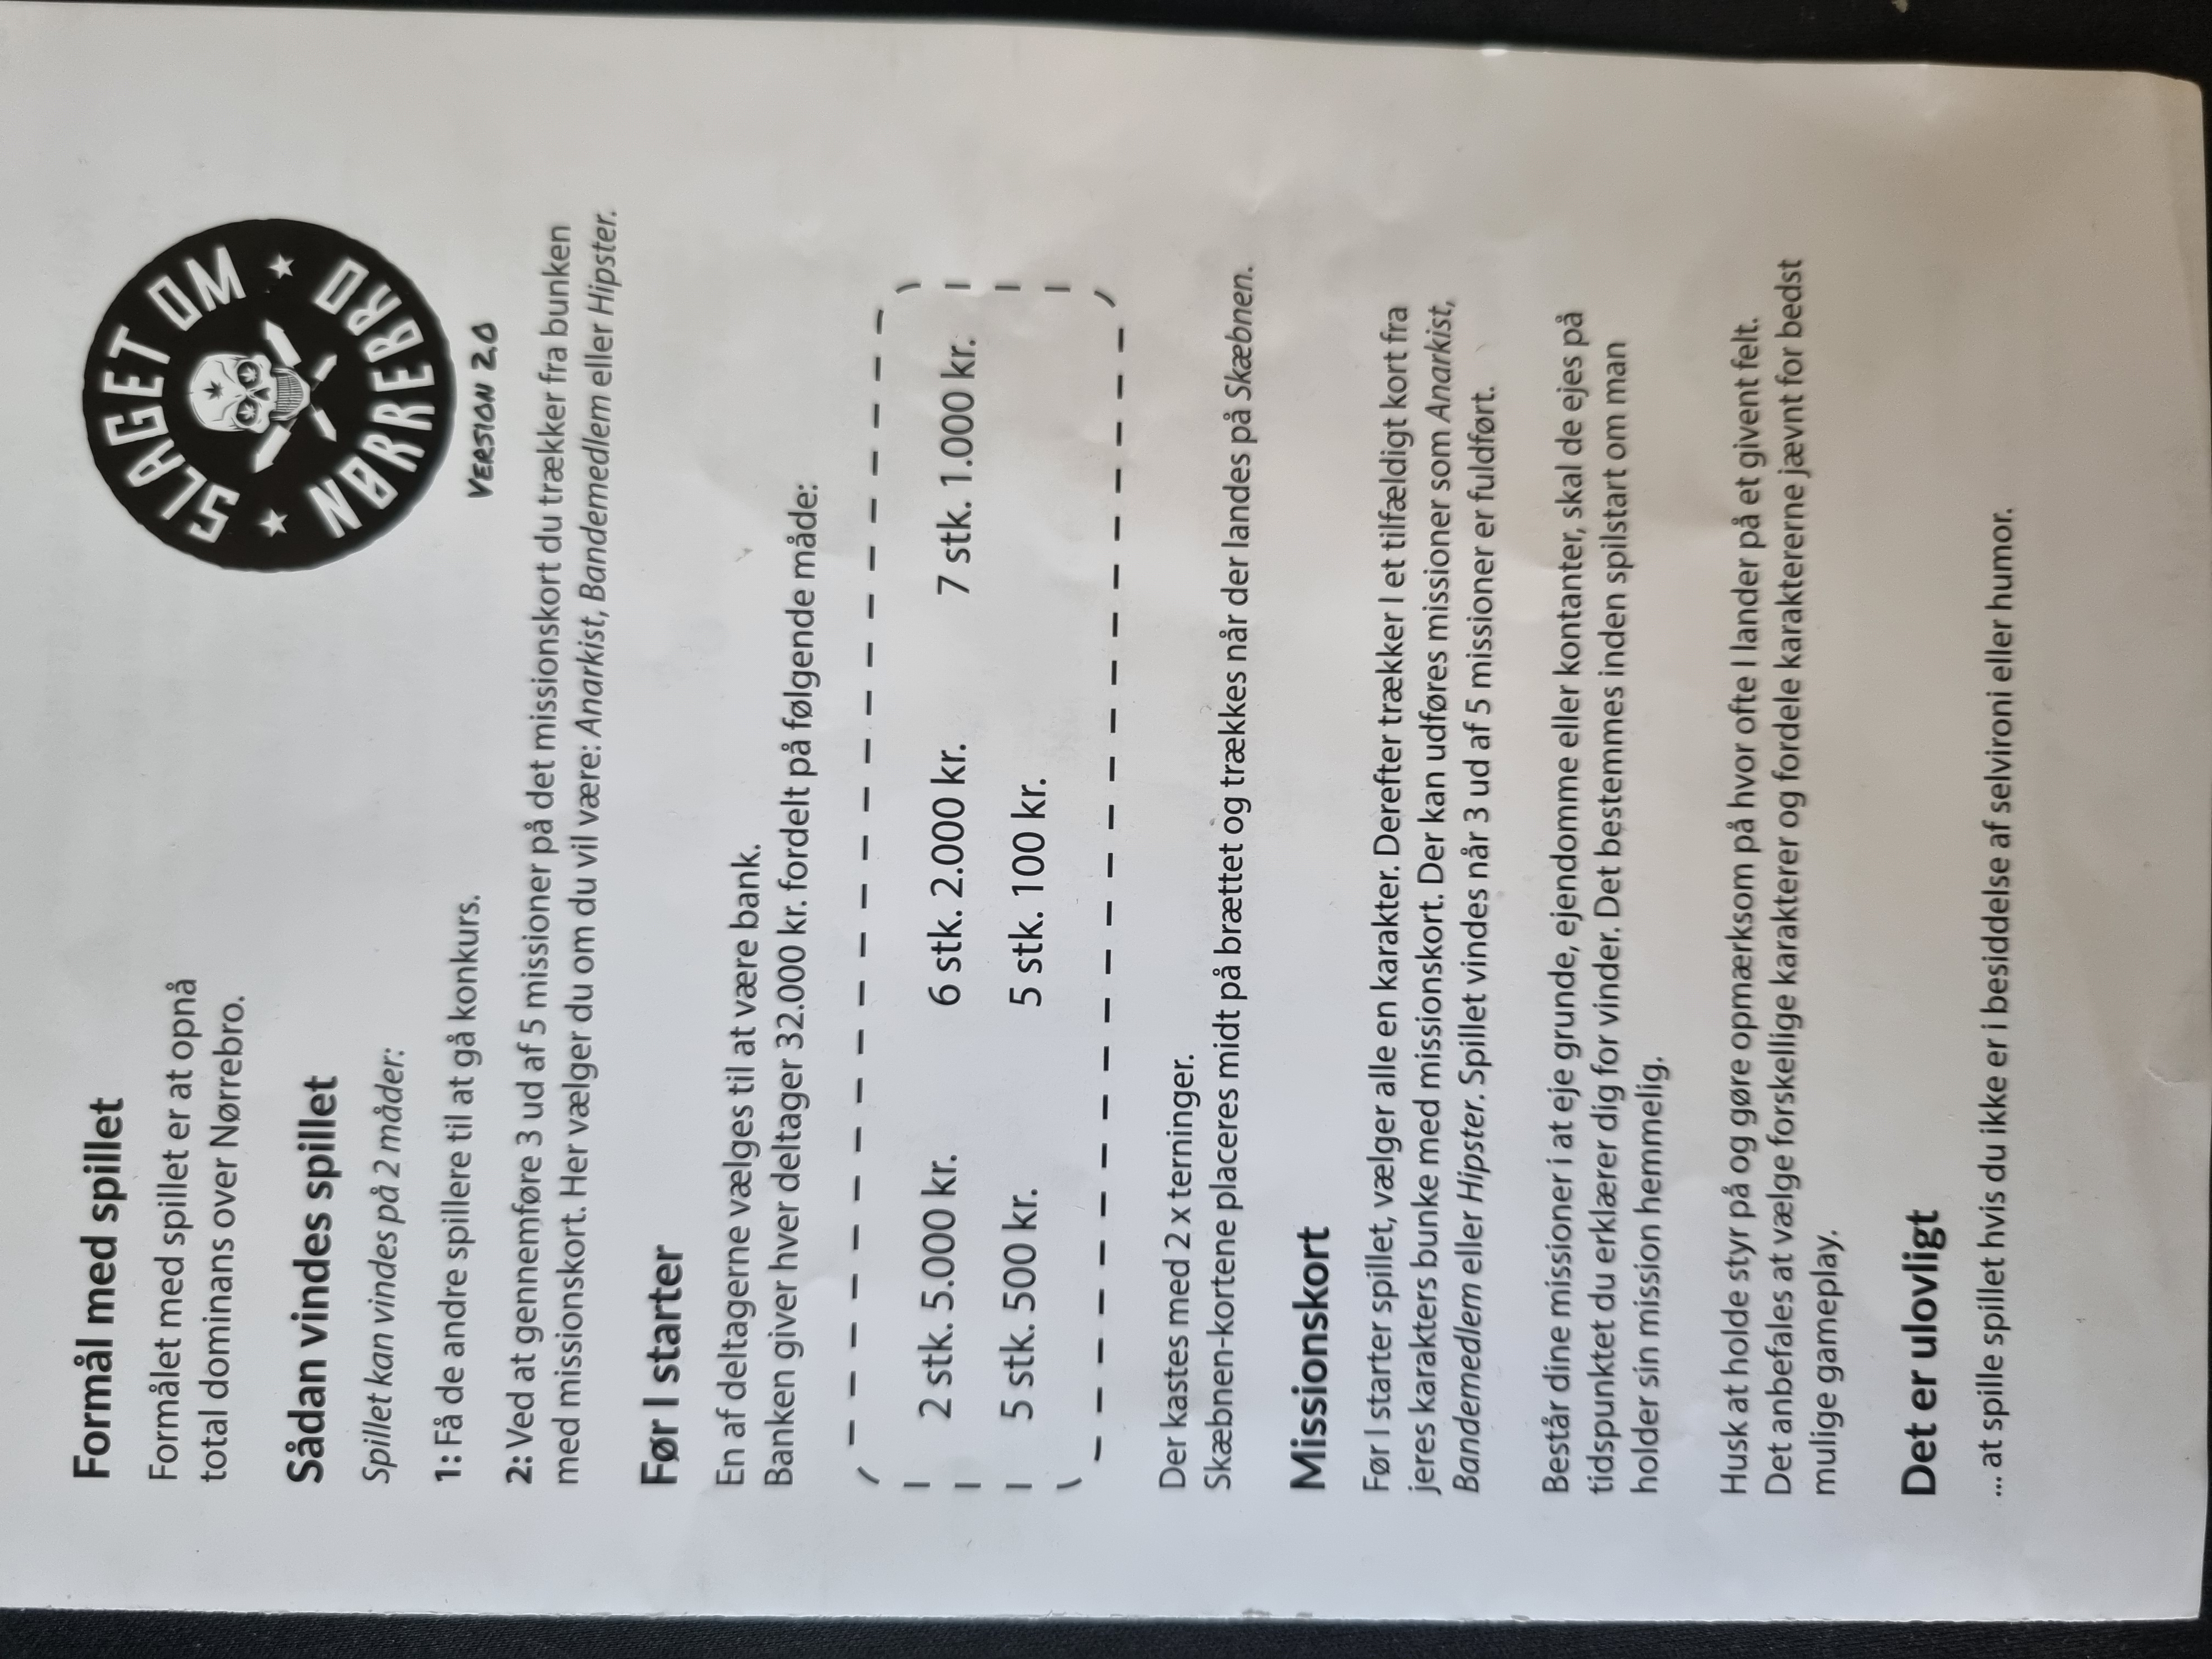 Formål med spillet
Formålet med spillet er at opnå
total dominans over Nørrebro.
SLAGET OM
NØRREBRO
VERSION 2.0
Sådan vindes spillet
Spillet kan vindes på 2 måder:
1: Få de andre spillere til at gå konkurs.
2: Ved at gennemføre 3 ud af 5 missioner på det missionskort du trækker fra bunken
med missionskort. Her vælger du om du vil være: Anarkist, Bandemedlem eller Hipster.
Før I starter
En af deltagerne vælges til at være bank.
Banken giver hver deltager 32.000 kr. fordelt på følgende måde:
2 stk. 5.000 kr. 6 stk. 2.000 kr. 7 stk. 1.000 kr.
5 stk. 500 kr. 5 stk. 100 kr.
Der kastes med 2 x terninger.
Skæbnen-kortene placeres midt på brættet og trækkes når der landes på Skæbnen.
Missionskort
Før I starter spillet, vælger alle en karakter. Derefter trækker I et tilfældigt kort fra
jeres karakters bunke med missionskort. Der kan udføres missioner som Anarkist,
Bandemedlem eller Hipster. Spillet vindes når 3 ud af 5 missioner er fuldført.
Består dine missioner i at eje grunde, ejendomme eller kontanter, skal de ejes på
tidspunktet du erklærer dig for vinder. Det bestemmes inden spilstart om man
holder sin mission hemmelig.
Husk at holde styr på og gøre opmærksom på hvor ofte I lander på et givent felt.
Det anbefales at vælge forskellige karakterer og fordele karaktererne jævnt for bedst
mulige gameplay.
Det er ulovligt
... at spille spillet hvis du ikke er i besiddelse af selvironi eller humor.